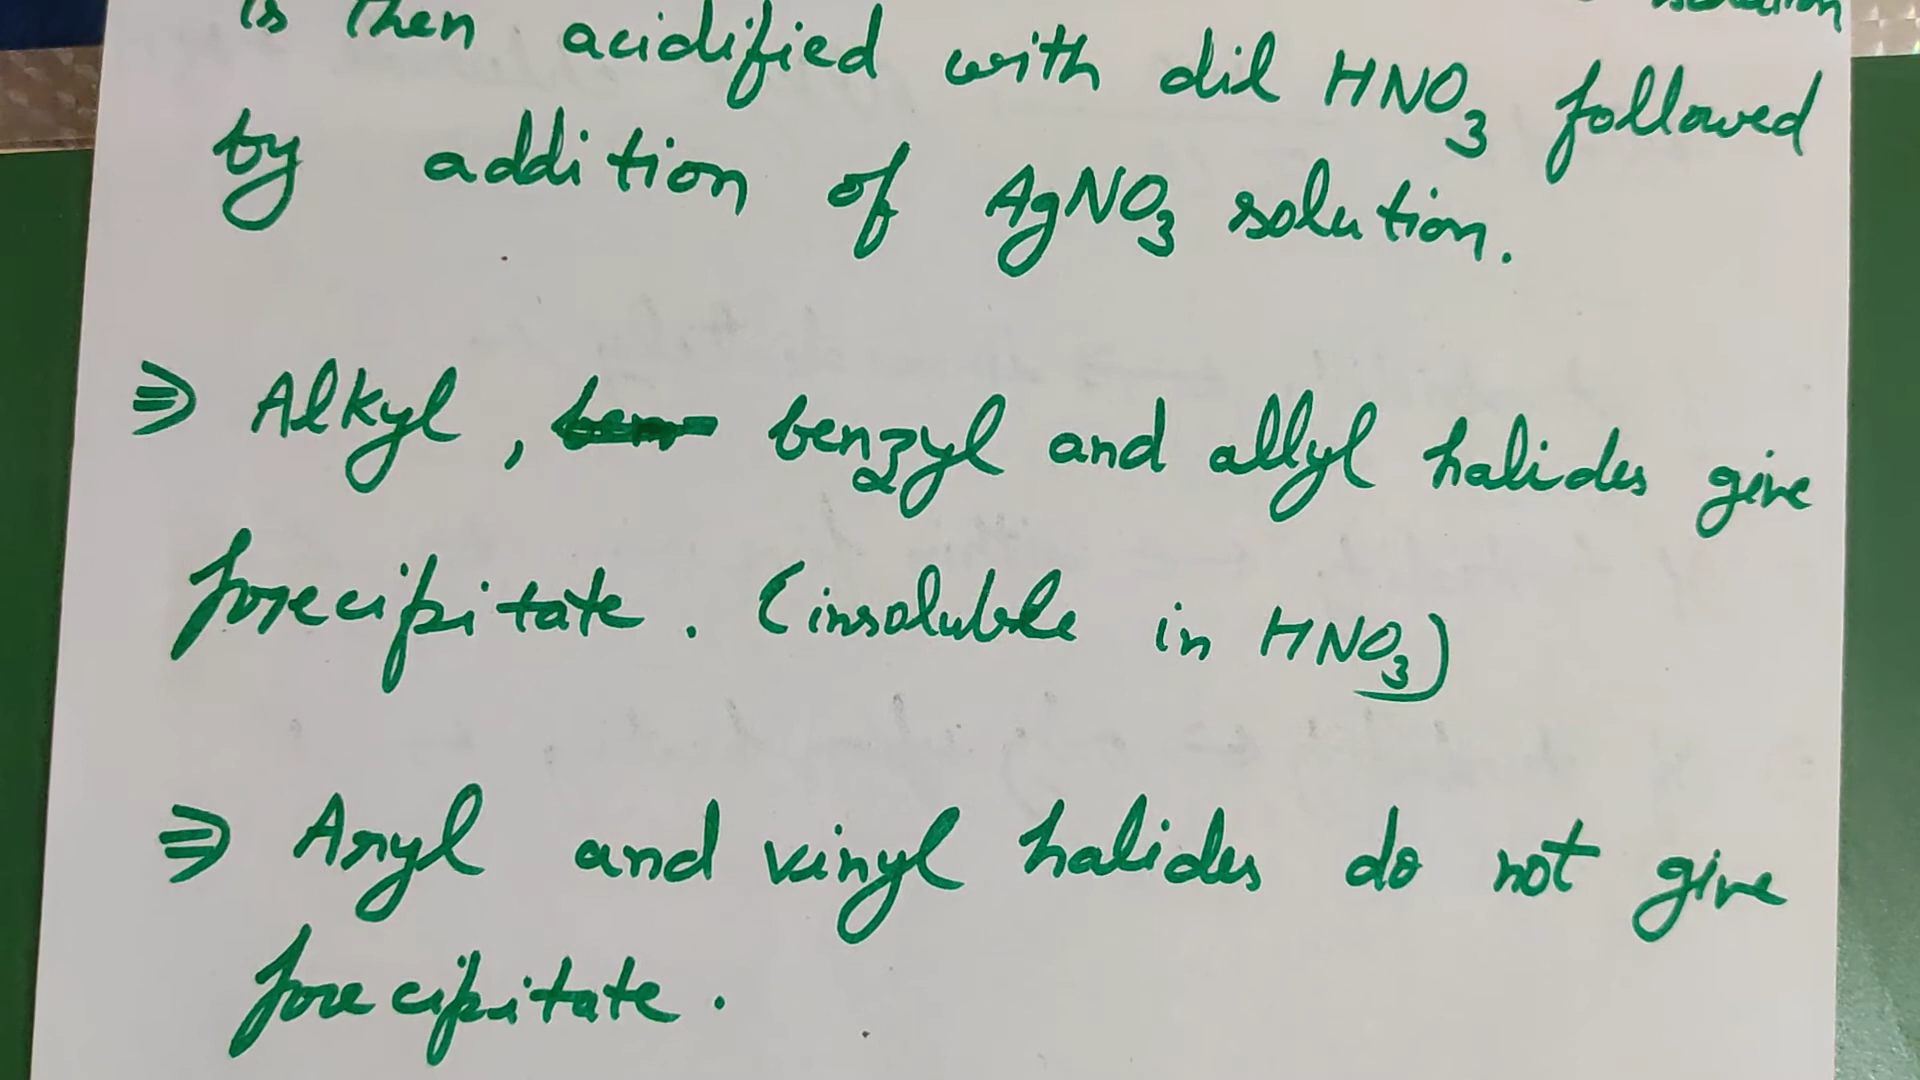 solution
is then acidified with dil HNO3 followed
by addition of AgNO3 solution.
⇒ Alkyl, benzyl and allyl halides give
precipitate. (insoluble in HNO3)
⇒ Aryl and vinyl halides do not give
precipitate.